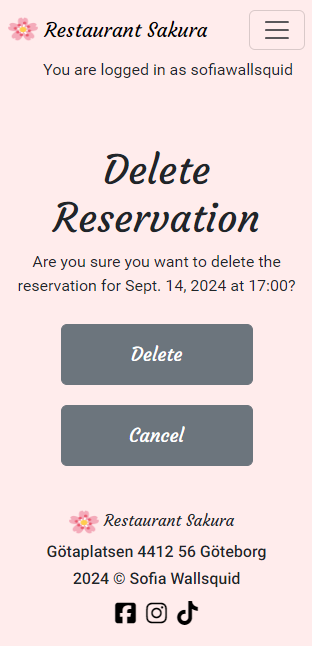 Restaurant Sakura
You are logged in as sofiawallsquid
Delete
Reservation
Are you sure you want to delete the
reservation for Sept. 14, 2024 at 17:00?
Delete
Cancel
Restaurant Sakura
Götaplatsen 4412 56 Göteborg
2024 © Sofia Wallsquid